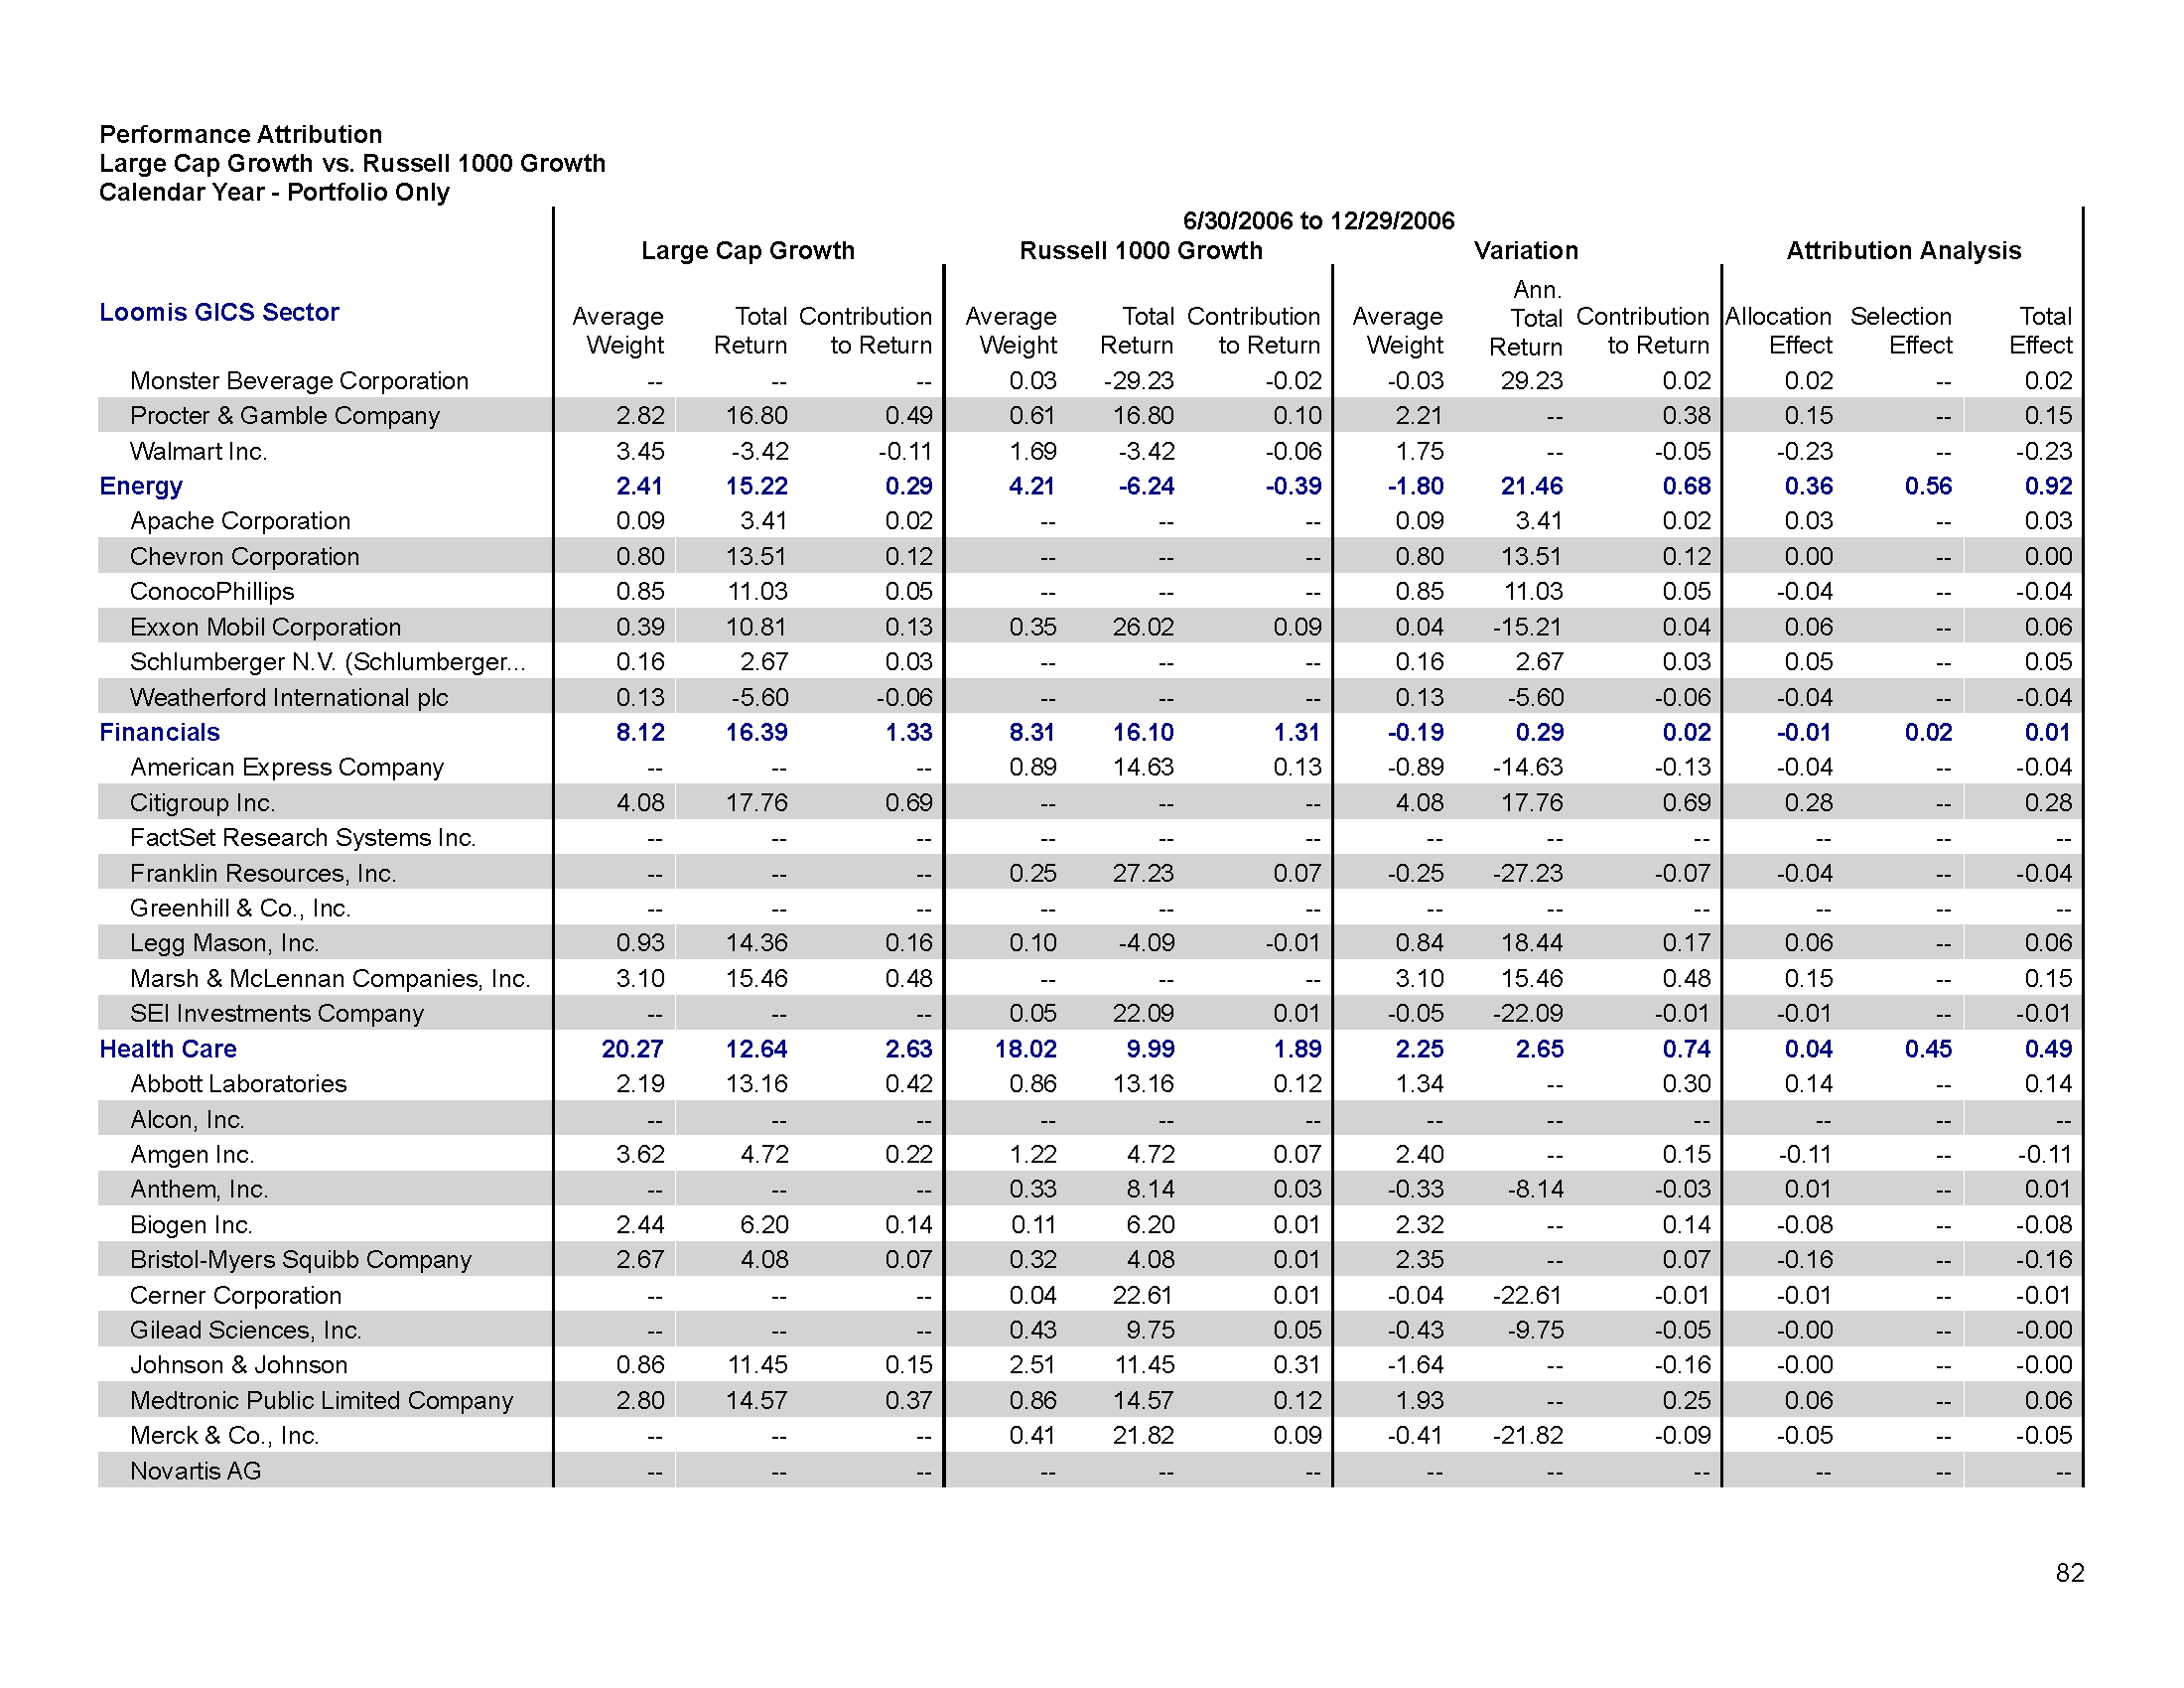 Performance Attribution
Large Cap Growth vs. Russell 1000 Growth
Calendar Year - Portfolio Only
6/30/2006 to 12/29/2006
Large Cap Growth Russell 1000 Growth Variation Attribution Analysis
Loomis GICS Sector Average Weight Total Return Contribution to Return Average Weight Total Return Contribution to Return Average Weight Ann. Total Return Contribution to Return Allocation Effect Selection Effect Total Effect
Monster Beverage Corporation -- -- -- 0.03 -29.23 -0.02 -0.03 29.23 0.02 0.02 -- 0.02
Procter & Gamble Company 2.82 16.80 0.49 0.61 16.80 0.10 2.21 -- 0.38 0.15 -- 0.15
Walmart Inc. 3.45 -3.42 -0.11 1.69 -3.42 -0.06 1.75 -- -0.05 -0.23 -- -0.23
Energy 2.41 15.22 0.29 4.21 -6.24 -0.39 -1.80 21.46 0.68 0.36 0.56 0.92
Apache Corporation 0.09 3.41 0.02 -- -- -- 0.09 3.41 0.02 0.03 -- 0.03
Chevron Corporation 0.80 13.51 0.12 -- -- -- 0.80 13.51 0.12 0.00 -- 0.00
ConocoPhillips 0.85 11.03 0.05 -- -- -- 0.85 11.03 0.05 -0.04 -- -0.04
Exxon Mobil Corporation 0.39 10.81 0.13 0.35 26.02 0.09 0.04 -15.21 0.04 0.06 -- 0.06
Schlumberger N.V. (Schlumberger... 0.16 2.67 0.03 -- -- -- 0.16 2.67 0.03 0.05 -- 0.05
Weatherford International plc 0.13 -5.60 -0.06 -- -- -- 0.13 -5.60 -0.06 -0.04 -- -0.04
Financials 8.12 16.39 1.33 8.31 16.10 1.31 -0.19 0.29 0.02 -0.01 0.02 0.01
American Express Company -- -- -- 0.89 14.63 0.13 -0.89 -14.63 -0.13 -0.04 -- -0.04
Citigroup Inc. 4.08 17.76 0.69 -- -- -- 4.08 17.76 0.69 0.28 -- 0.28
FactSet Research Systems Inc. -- -- -- -- -- -- -- -- -- -- -- --
Franklin Resources, Inc. -- -- -- 0.25 27.23 0.07 -0.25 -27.23 -0.07 -0.04 -- -0.04
Greenhill & Co., Inc. -- -- -- -- -- -- -- -- -- -- -- --
Legg Mason, Inc. 0.93 14.36 0.16 0.10 -4.09 -0.01 0.84 18.44 0.17 0.06 -- 0.06
Marsh & McLennan Companies, Inc. 3.10 15.46 0.48 -- -- -- 3.10 15.46 0.48 0.15 -- 0.15
SEI Investments Company -- -- -- 0.05 22.09 0.01 -0.05 -22.09 -0.01 -0.01 -- -0.01
Health Care 20.27 12.64 2.63 18.02 9.99 1.89 2.25 2.65 0.74 0.04 0.45 0.49
Abbott Laboratories 2.19 13.16 0.42 0.86 13.16 0.12 1.34 -- 0.30 0.14 -- 0.14
Alcon, Inc. -- -- -- -- -- -- -- -- -- -- -- --
Amgen Inc. 3.62 4.72 0.22 1.22 4.72 0.07 2.40 -- 0.15 -0.11 -- -0.11
Anthem, Inc. -- -- -- 0.33 8.14 0.03 -0.33 -8.14 -0.03 0.01 -- 0.01
Biogen Inc. 2.44 6.20 0.14 0.11 6.20 0.01 2.32 -- 0.14 -0.08 -- -0.08
Bristol-Myers Squibb Company 2.67 4.08 0.07 0.32 4.08 0.01 2.35 -- 0.07 -0.16 -- -0.16
Cerner Corporation -- -- -- 0.04 22.61 0.01 -0.04 -22.61 -0.01 -0.01 -- -0.01
Gilead Sciences, Inc. -- -- -- 0.43 9.75 0.05 -0.43 -9.75 -0.05 -0.00 -- -0.00
Johnson & Johnson 0.86 11.45 0.15 2.51 11.45 0.31 -1.64 -- -0.16 -0.00 -- -0.00
Medtronic Public Limited Company 2.80 14.57 0.37 0.86 14.57 0.12 1.93 -- 0.25 0.06 -- 0.06
Merck & Co., Inc. -- -- -- 0.41 21.82 0.09 -0.41 -21.82 -0.09 -0.05 -- -0.05
Novartis AG -- -- -- -- -- -- -- -- -- -- -- --
82